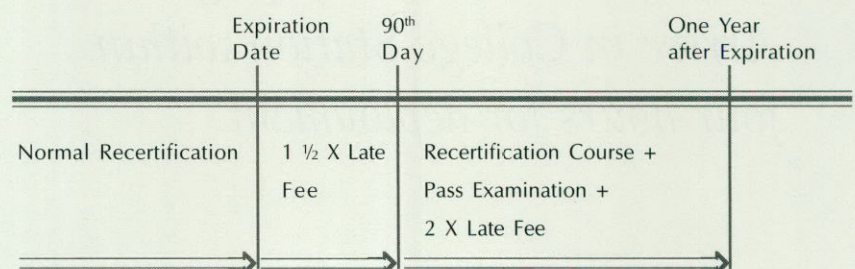 Expiration Date
90th Day
One Year after Expiration
Normal Recertification
1 ½ X Late Fee
Recertification Course +
Pass Examination +
2 X Late Fee